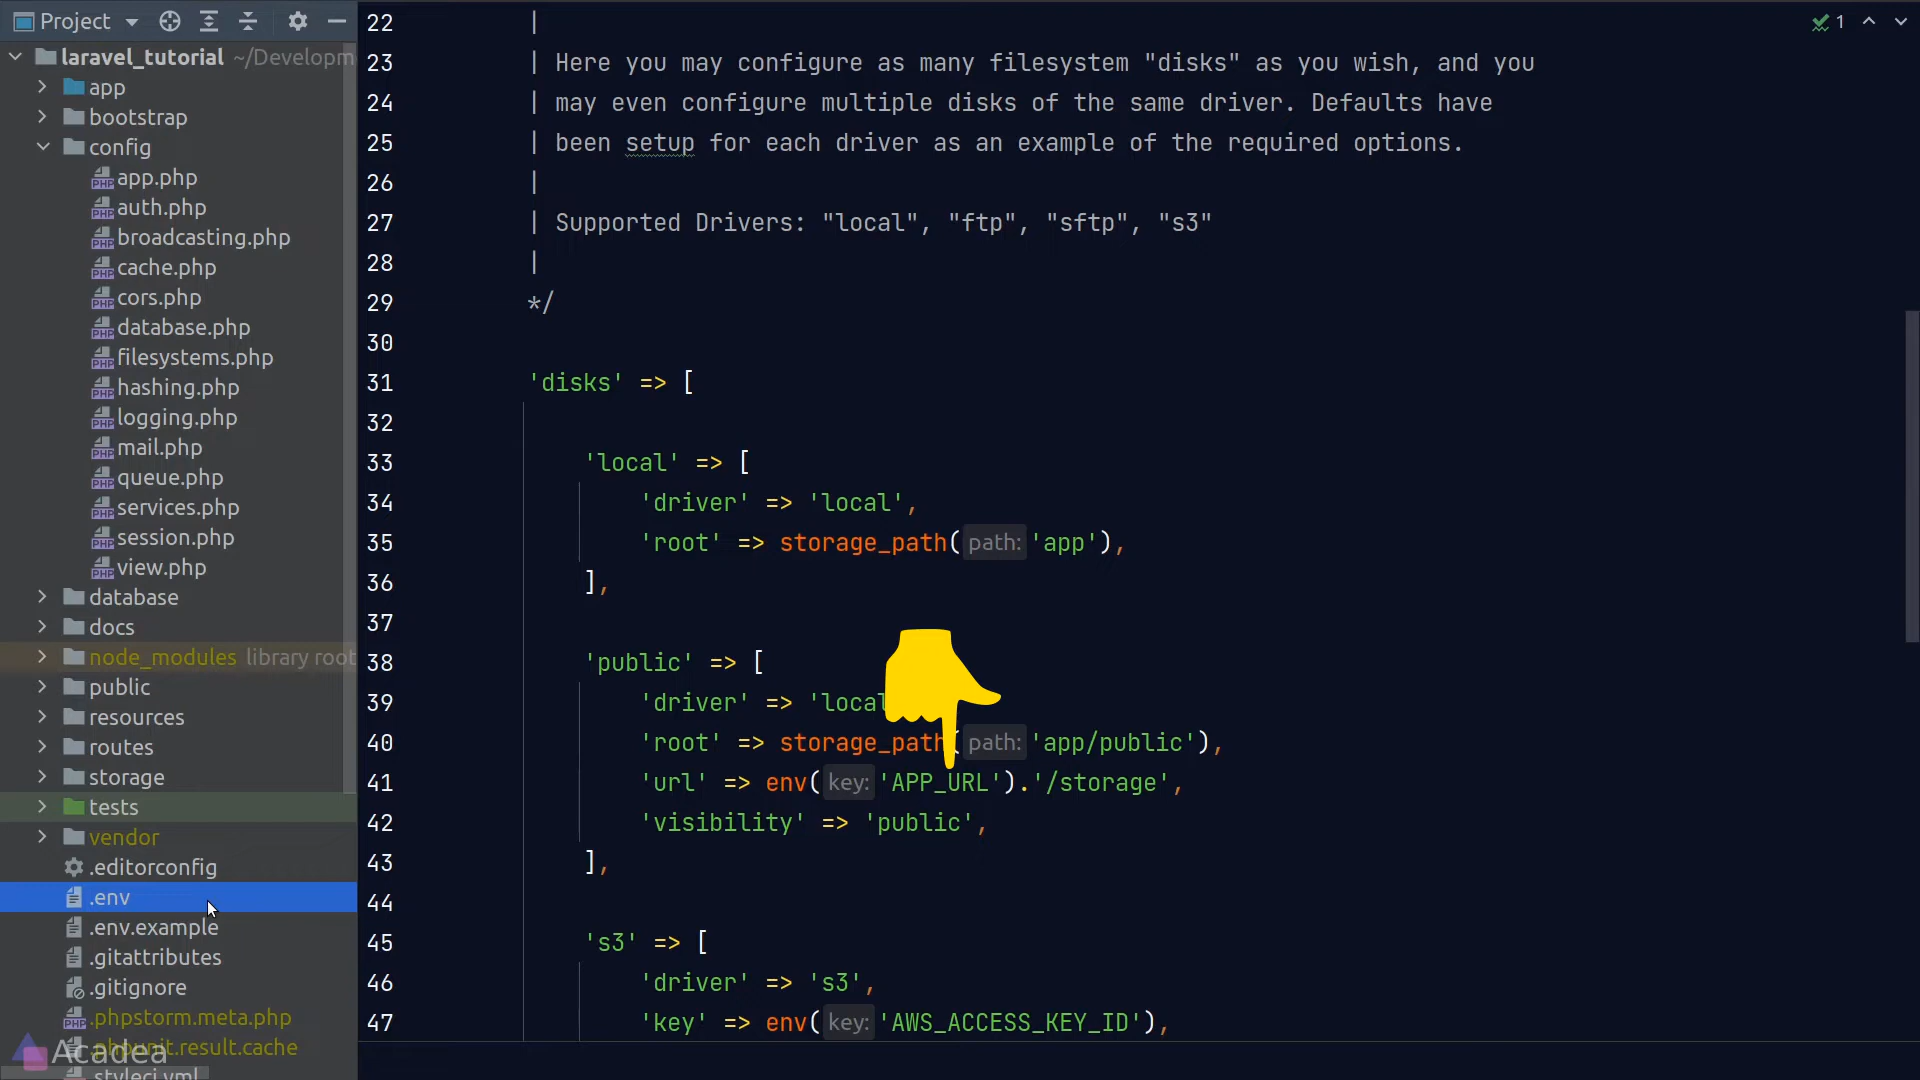 Project
laravel_tutorial ~/Developm
app
bootstrap
config
app.php
auth.php
broadcasting.php
cache.php
cors.php
database.php
filesystems.php
hashing.php
logging.php
mail.php
queue.php
services.php
session.php
view.php
database
docs
node_modules library root
public
resources
routes
storage
tests
vendor
.editorconfig
.env
.env.example
.gitattributes
.gitignore
.phpstorm.meta.php
.phpunit.result.cache
.styleci.yml
Acadea
1
22 |
23 | Here you may configure as many filesystem "disks" as you wish, and you
24 | may even configure multiple disks of the same driver. Defaults have
25 | been setup for each driver as an example of the required options.
26 |
27 | Supported Drivers: "local", "ftp", "sftp", "s3"
28 |
29 */
30
31 'disks' => [
32
33 'local' => [
34 'driver' => 'local',
35 'root' => storage_path( path: 'app'),
36 ],
37
38 'public' => [
39 'driver' => 'local
40 'root' => storage_path( path: 'app/public'),
41 'url' => env( key: 'APP_URL').'/storage',
42 'visibility' => 'public',
43 ],
44
45 's3' => [
46 'driver' => 's3',
47 'key' => env( key: 'AWS_ACCESS_KEY_ID'),